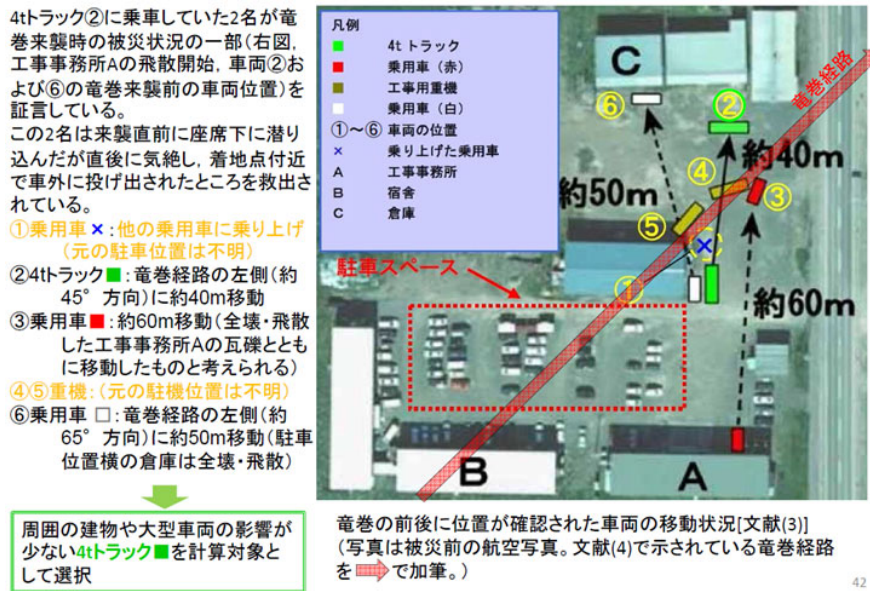 4tトラック②に乗車していた2名が竜
巻来襲時の被災状況の一部(右図,
工事事務所Aの飛散開始,車両②お
よび⑥の竜巻来襲前の車両位置)を
証言している。
この2名は来襲直前に座席下に潜り
込んだが直後に気絶し,着地点付近
で車外に投げ出されたところを救出さ
れている。
①乗用車×:他の乗用車に乗り上げ
(元の駐車位置は不明)
②4tトラック■:竜巻経路の左側(約
45°方向)に約40m移動
③乗用車■:約60m移動(全壊・飛散
した工事事務所Aの瓦礫ととも
に移動したものと考えられる)
④⑤重機:(元の駐機位置は不明)
⑥乗用車□:竜巻経路の左側(約
65°方向)に約50m移動(駐車
位置横の倉庫は全壊・飛散)
周囲の建物や大型車両の影響が
少ない4tトラック■を計算対象と
して選択
凡例
4tトラック
乗用車(赤)
工事用重機
乗用車(白)
①~⑥ 車両の位置
× 乗り上げた乗用車
A 工事事務所
B 宿舎
C 倉庫
C
⑥
②
竜巻経路
約40m
④
③
約50m
⑤
×
①
駐車スペース
約60m
B
A
竜巻の前後に位置が確認された車両の移動状況[文献(3)]
(写真は被災前の航空写真。文献(4)で示されている竜巻経路
を で加筆。)
42